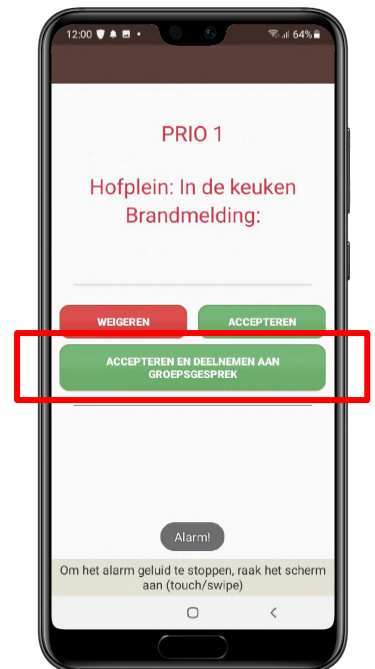 12:00 64%
PRIO 1
Hofplein: In de keuken
Brandmelding:
WEIGEREN ACCEPTEREN
ACCEPTEREN EN DEELNEMEN AAN
GROEPSGESPREK
Alarm!
Om het alarm geluid te stoppen, raak het scherm
aan (touch/swipe)